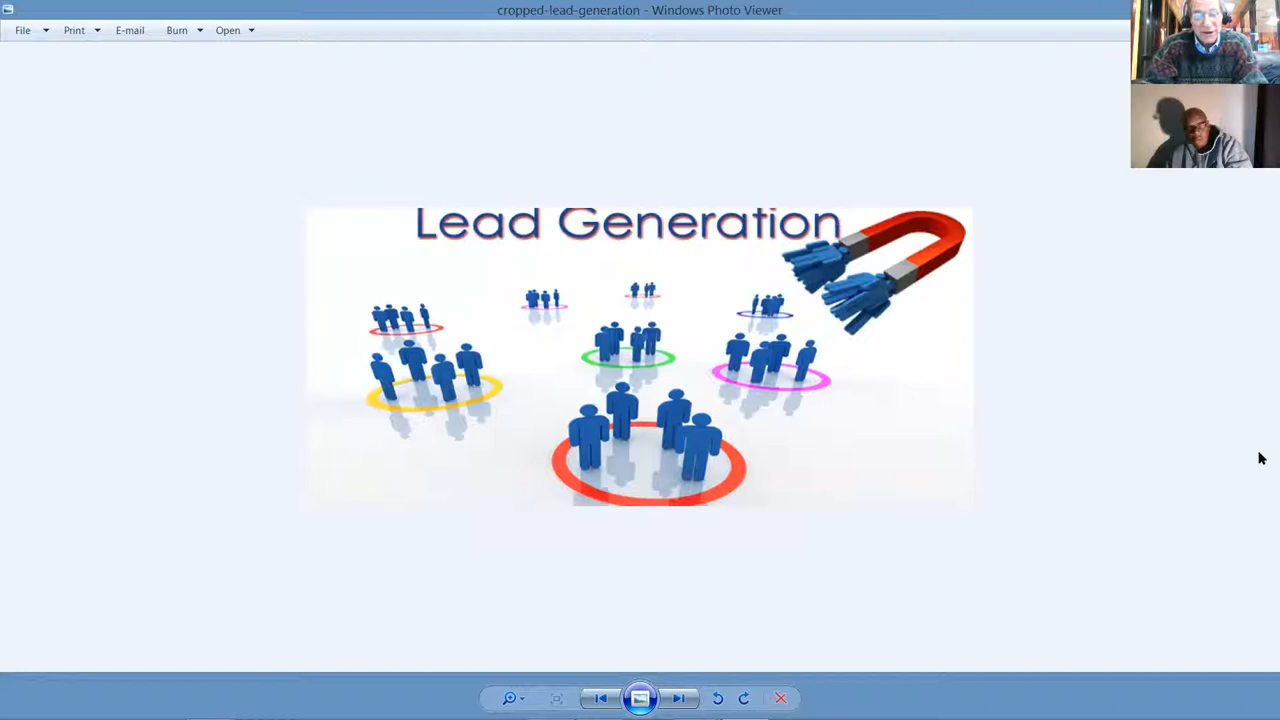 cropped-lead-generation - Windows Photo Viewer
File Print E-mail Burn Open
Lead Generation